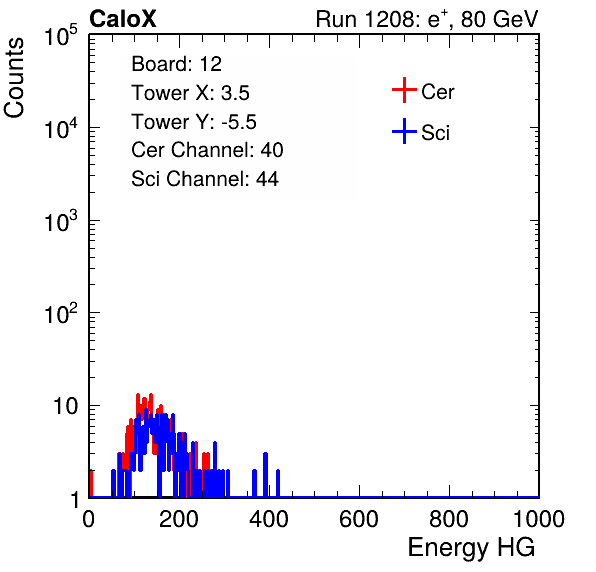 CaloX Run 1208: e⁺, 80 GeV
Counts
10⁵
10⁴
10³
10²
10
1
Board: 12
Tower X: 3.5
Tower Y: -5.5
Cer Channel: 40
Sci Channel: 44
Cer
Sci
0 200 400 600 800 1000
Energy HG